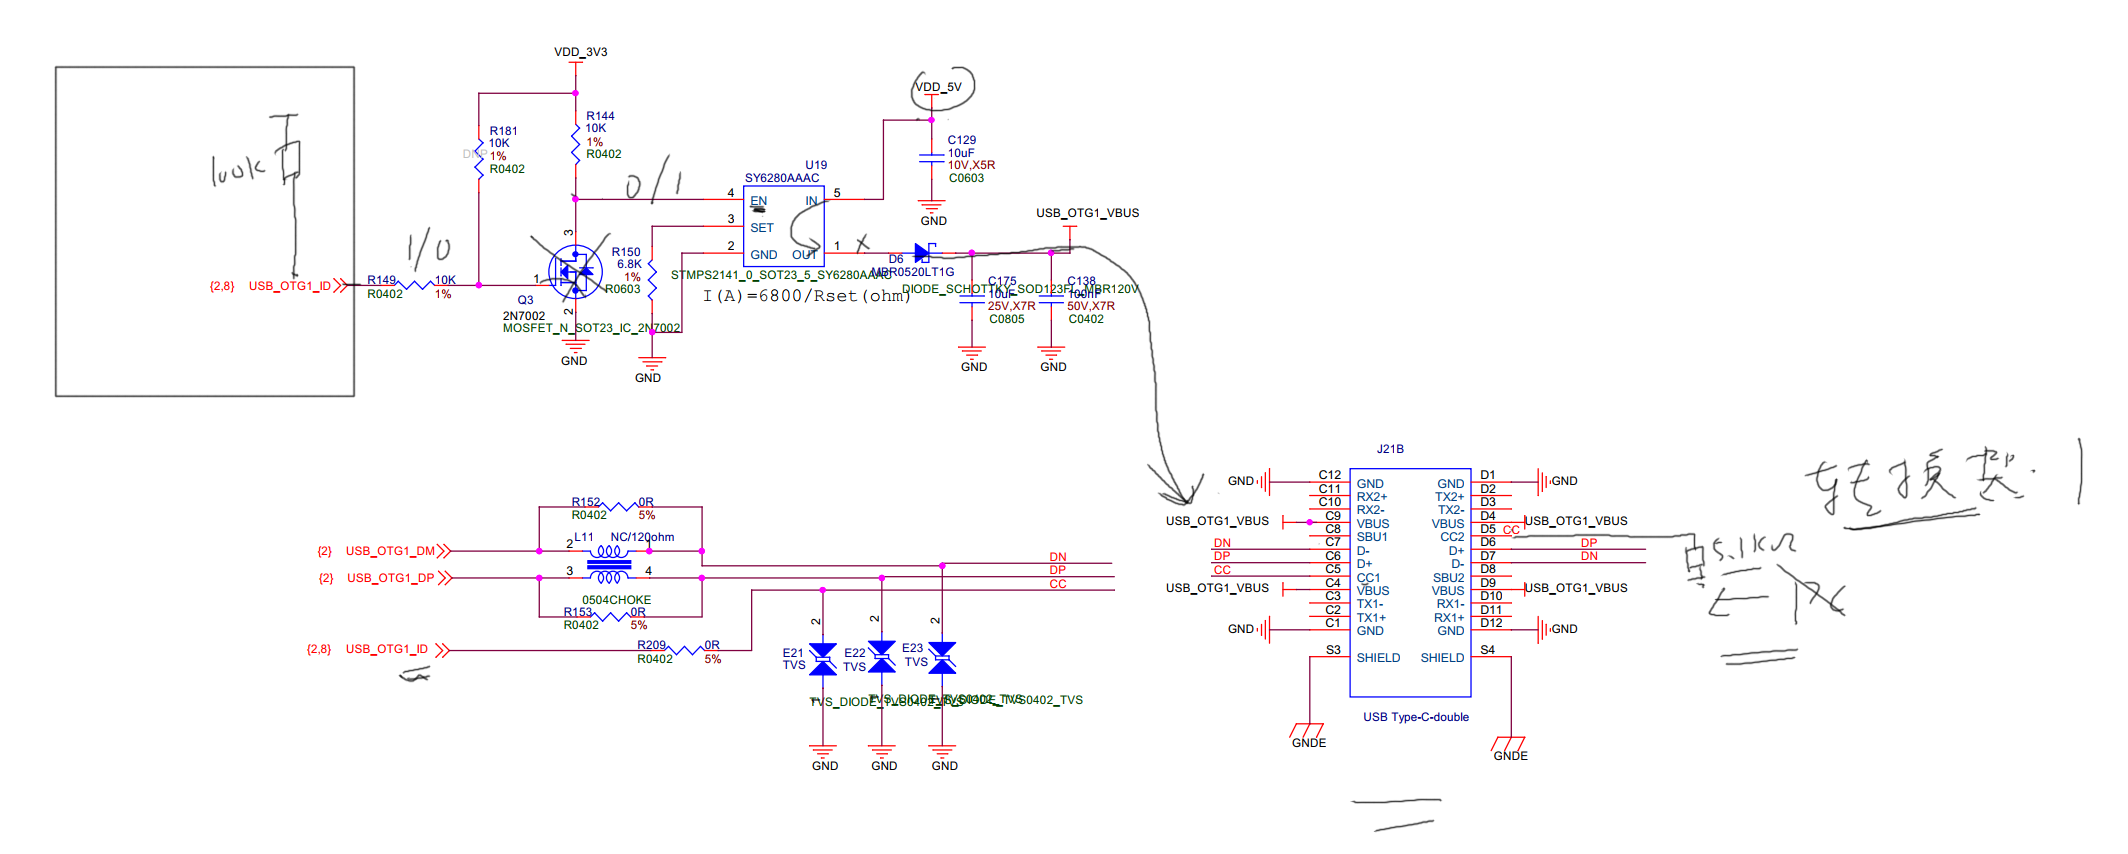 VDD_3V3
VDD_5V
R181
10K
DNP
1%
R0402
R144
10K
1%
R0402
100K
0/1
1/0
U19
SY6280AAAC
4 EN
IN 5
3 SET
2 GND
OUT 1
X
C129
10uF
10V,X5R
C0603
GND
USB_OTG1_VBUS
{2,8} USB_OTG1_ID
R149
R0402
10K
1%
1
3
2
Q3
2N7002
MOSFET_N_SOT23_IC_2N7002
GND
R150
6.8K
1%
R0603
GND
STMPS2141_0_SOT23_5_SY6280AAAC
I(A)=6800/Rset(ohm)
D6
MBR0520LT1G
DIODE_SCHOTTKY_SOD123FL_MBR120V
C175
10uF
25V,X7R
C0805
GND
C138
100nF
50V,X7R
C0402
GND
R152
R0402
0R
5%
L11
NC/120ohm
2
1
3
4
0504CHOKE
{2} USB_OTG1_DM
{2} USB_OTG1_DP
R153
R0402
0R
5%
{2,8} USB_OTG1_ID
R209
R0402
0R
5%
DN
DP
CC
2
2
2
E21
TVS
E22
TVS
E23
TVS
TVS_DIODE_TVS0402_TVS
TVS_DIODE_TVS0402_TVS
TVS_DIODE_TVS0402_TVS
GND
GND
GND
J21B
GND C12 GND
C11 RX2+
C10 RX2-
USB_OTG1_VBUS C9 VBUS
C8 SBU1
DN C7 D-
DP C6 D+
CC C5 CC1
USB_OTG1_VBUS C4 VBUS
C3 TX1-
C2 TX1+
GND C1 GND
S3 SHIELD
GNDE
GND D1 GND
TX2+ D2
TX2- D3
VBUS D4 USB_OTG1_VBUS
CC2 D5 CC
D+ D6 DP
D- D7 DN
SBU2 D8
VBUS D9 USB_OTG1_VBUS
RX1- D10
RX1+ D11
GND D12 GND
SHIELD S4
GNDE
USB Type-C-double
5.1KΩ
转换器